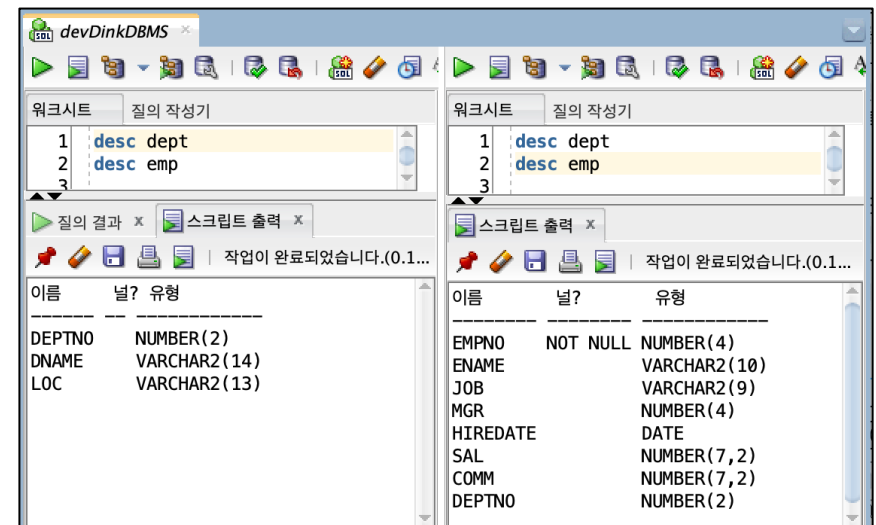 devDinkDBMS
워크시트 질의 작성기
1 desc dept
2 desc emp
3
질의 결과 x 스크립트 출력 x
작업이 완료되었습니다.(0.1...
이름 널? 유형
------ -- ------------
DEPTNO NUMBER(2)
DNAME VARCHAR2(14)
LOC VARCHAR2(13)
워크시트 질의 작성기
1 desc dept
2 desc emp
3
스크립트 출력 x
작업이 완료되었습니다.(0.1...
이름 널? 유형
-------- -------- ------------
EMPNO NOT NULL NUMBER(4)
ENAME VARCHAR2(10)
JOB VARCHAR2(9)
MGR NUMBER(4)
HIREDATE DATE
SAL NUMBER(7,2)
COMM NUMBER(7,2)
DEPTNO NUMBER(2)